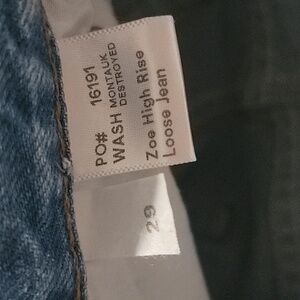 PO# 16191
WASH MONTAUK
DESTROYED
Zoe High Rise
Loose Jean
29